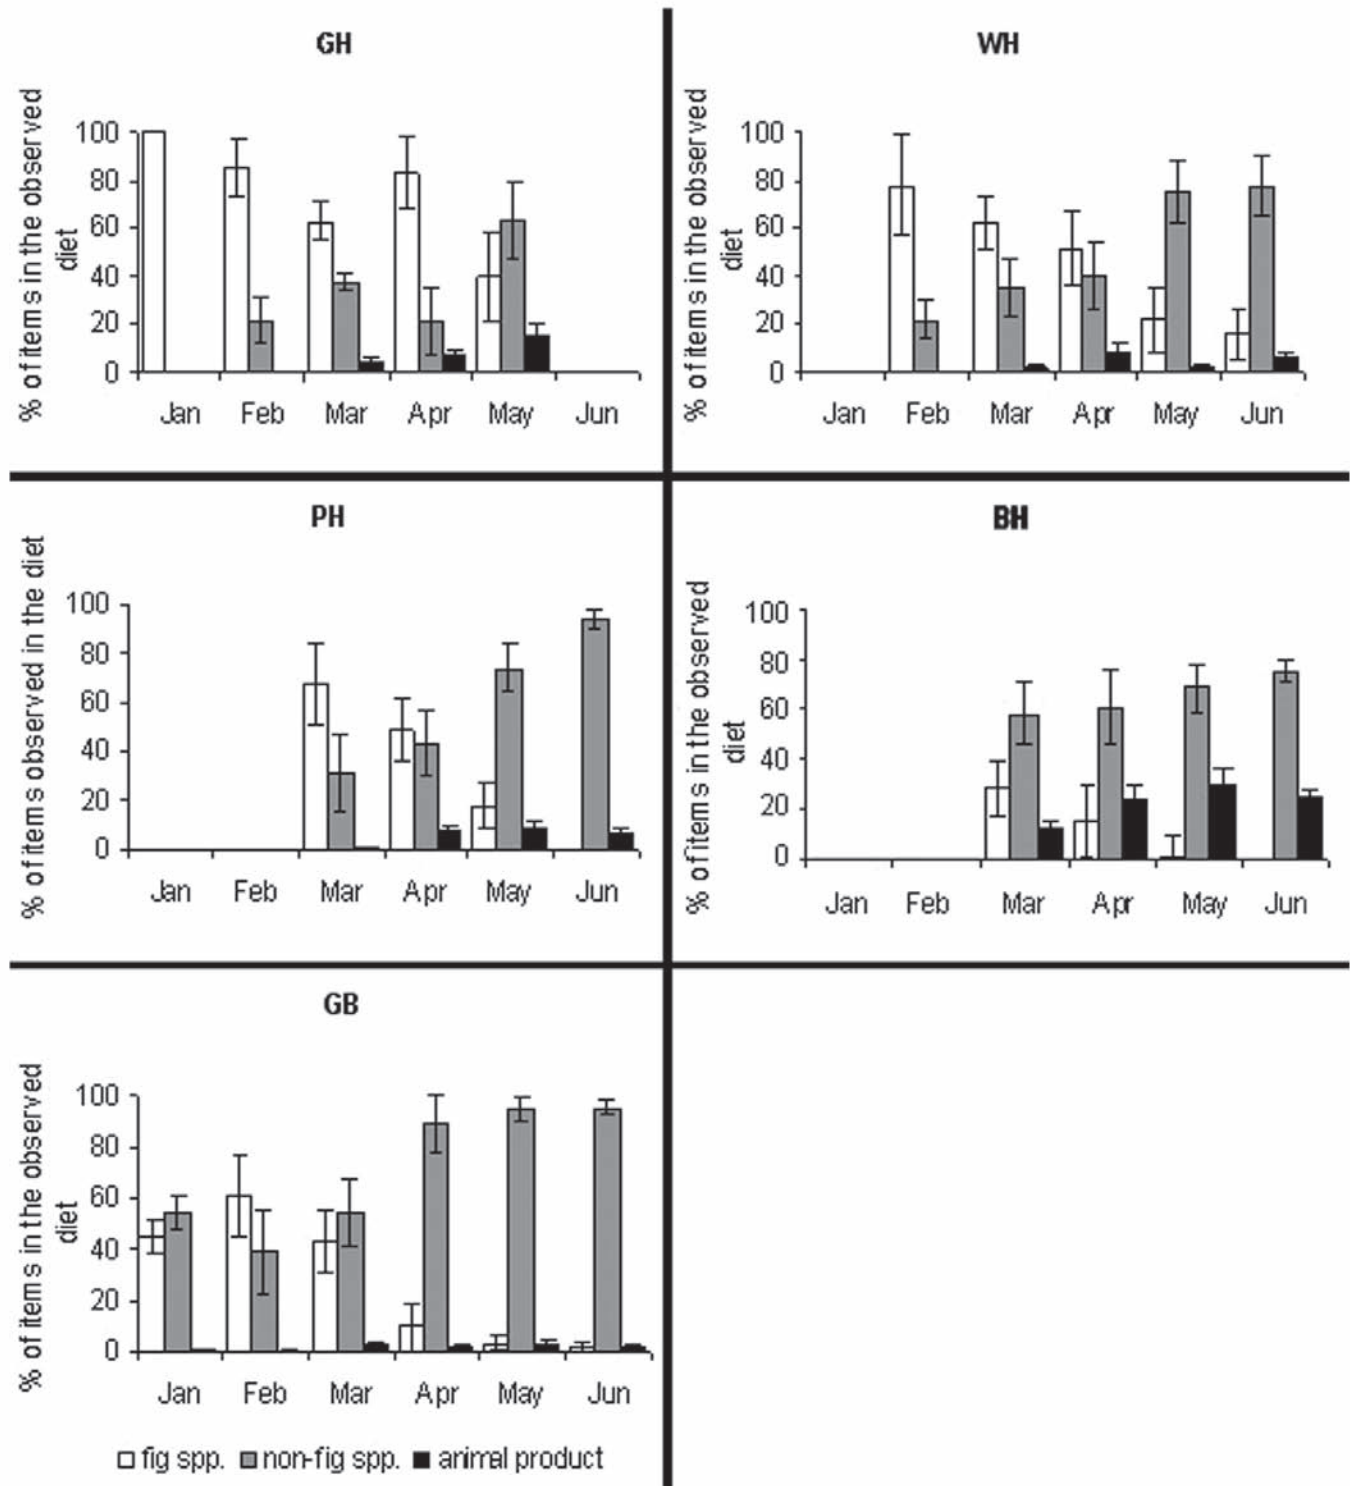 GH
% of items in the observed
diet
100
80
60
40
20
0
Jan Feb Mar Apr May Jun
WH
% of items in the observed
diet
100
80
60
40
20
0
Jan Feb Mar Apr May Jun
PH
% of items observed in the diet
100
80
60
40
20
0
Jan Feb Mar Apr May Jun
BH
% of items in the observed
diet
100
80
60
40
20
0
Jan Feb Mar Apr May Jun
GB
% of items in the observed
diet
100
80
60
40
20
0
Jan Feb Mar Apr May Jun
fig spp. non-fig spp. animal product